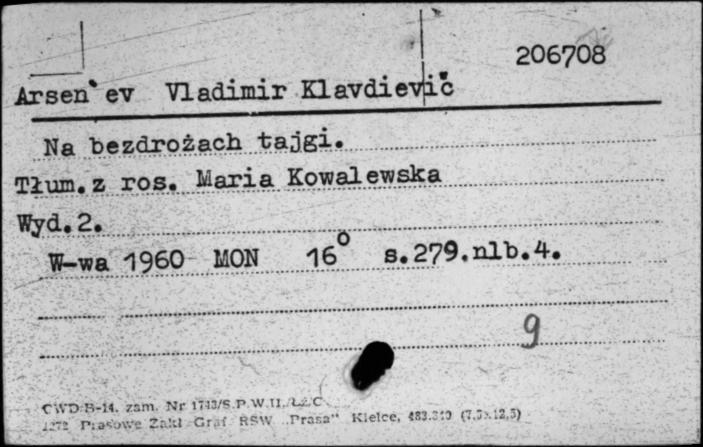 206708
Arsen'ev Vladimir Klavdievič
Na bezdrożach tajgi.
Tłum.z ros. Maria Kowalewska
Wyd.2.
W-wa 1960 MON 16° s.279.nlb.4.
9
CWD B-14. zam. Nr 1743/S.P.W.II.
Prasowe Zakł Graf RSW „Prasa" Kielce,